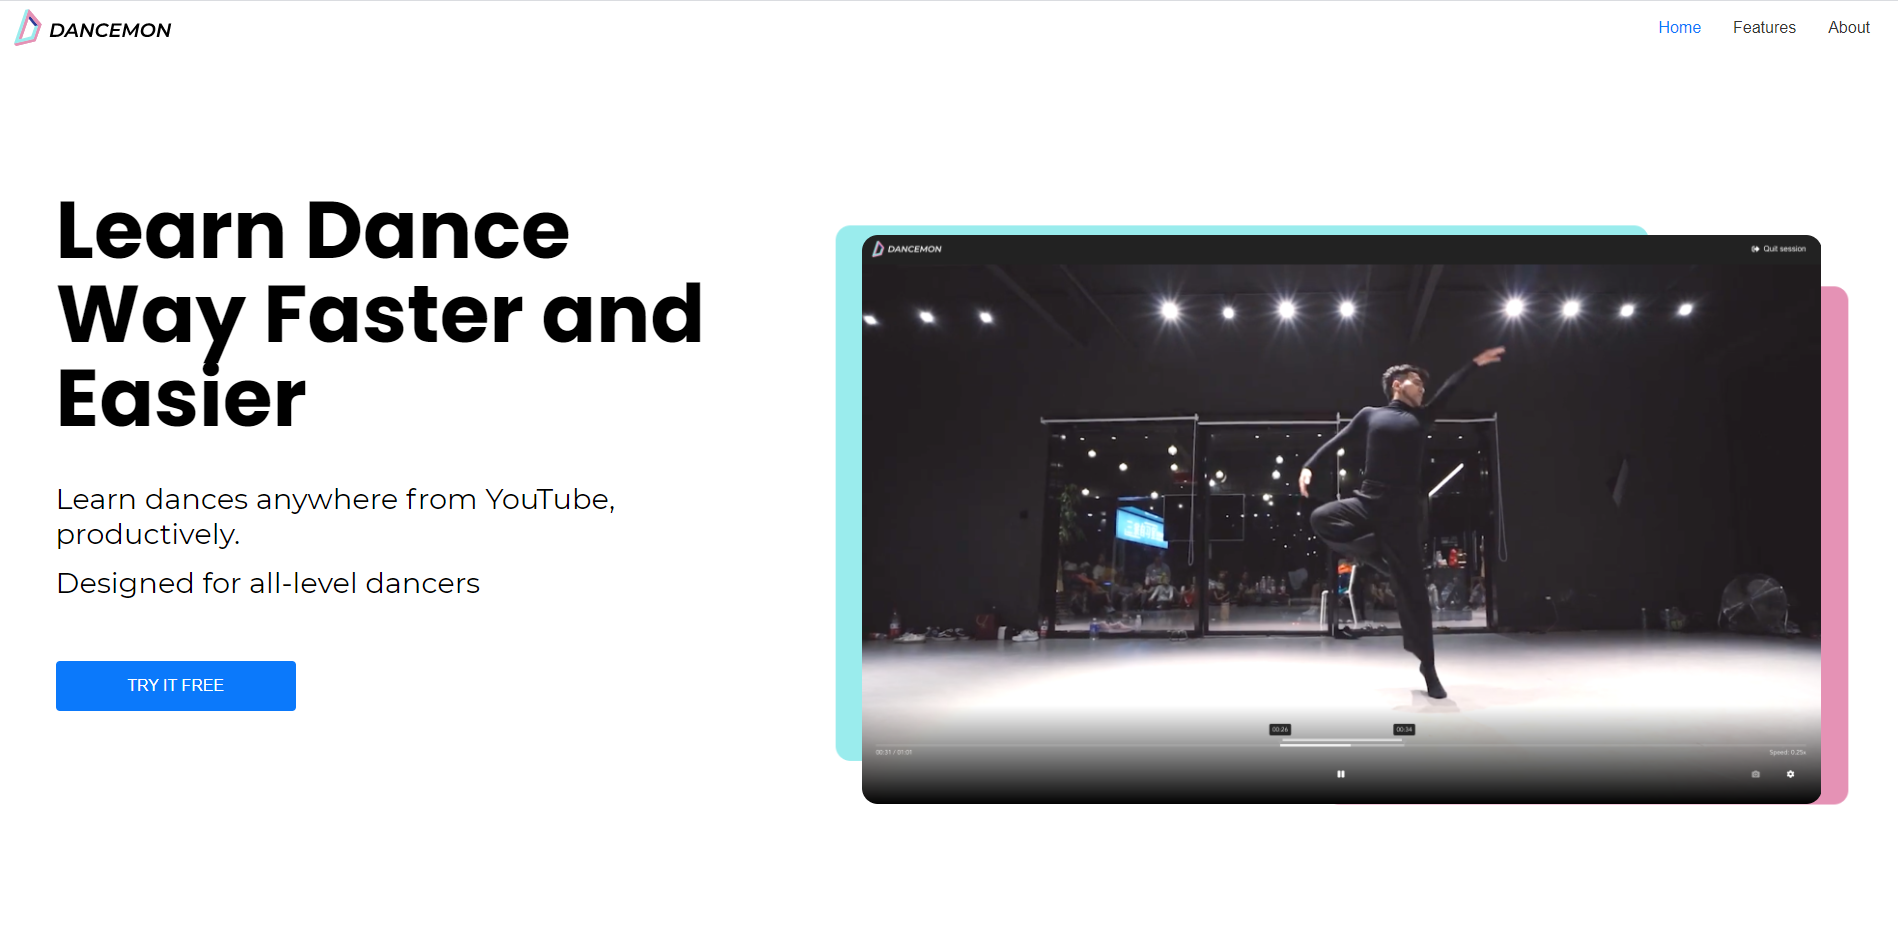 DANCEMON
Home Features About
Learn Dance
Way Faster and
Easier
Learn dances anywhere from YouTube,
productively.
Designed for all-level dancers
TRY IT FREE
DANCEMON
Quit session
00:26 00:34
00:31 / 01:01
Speed: 0.25x